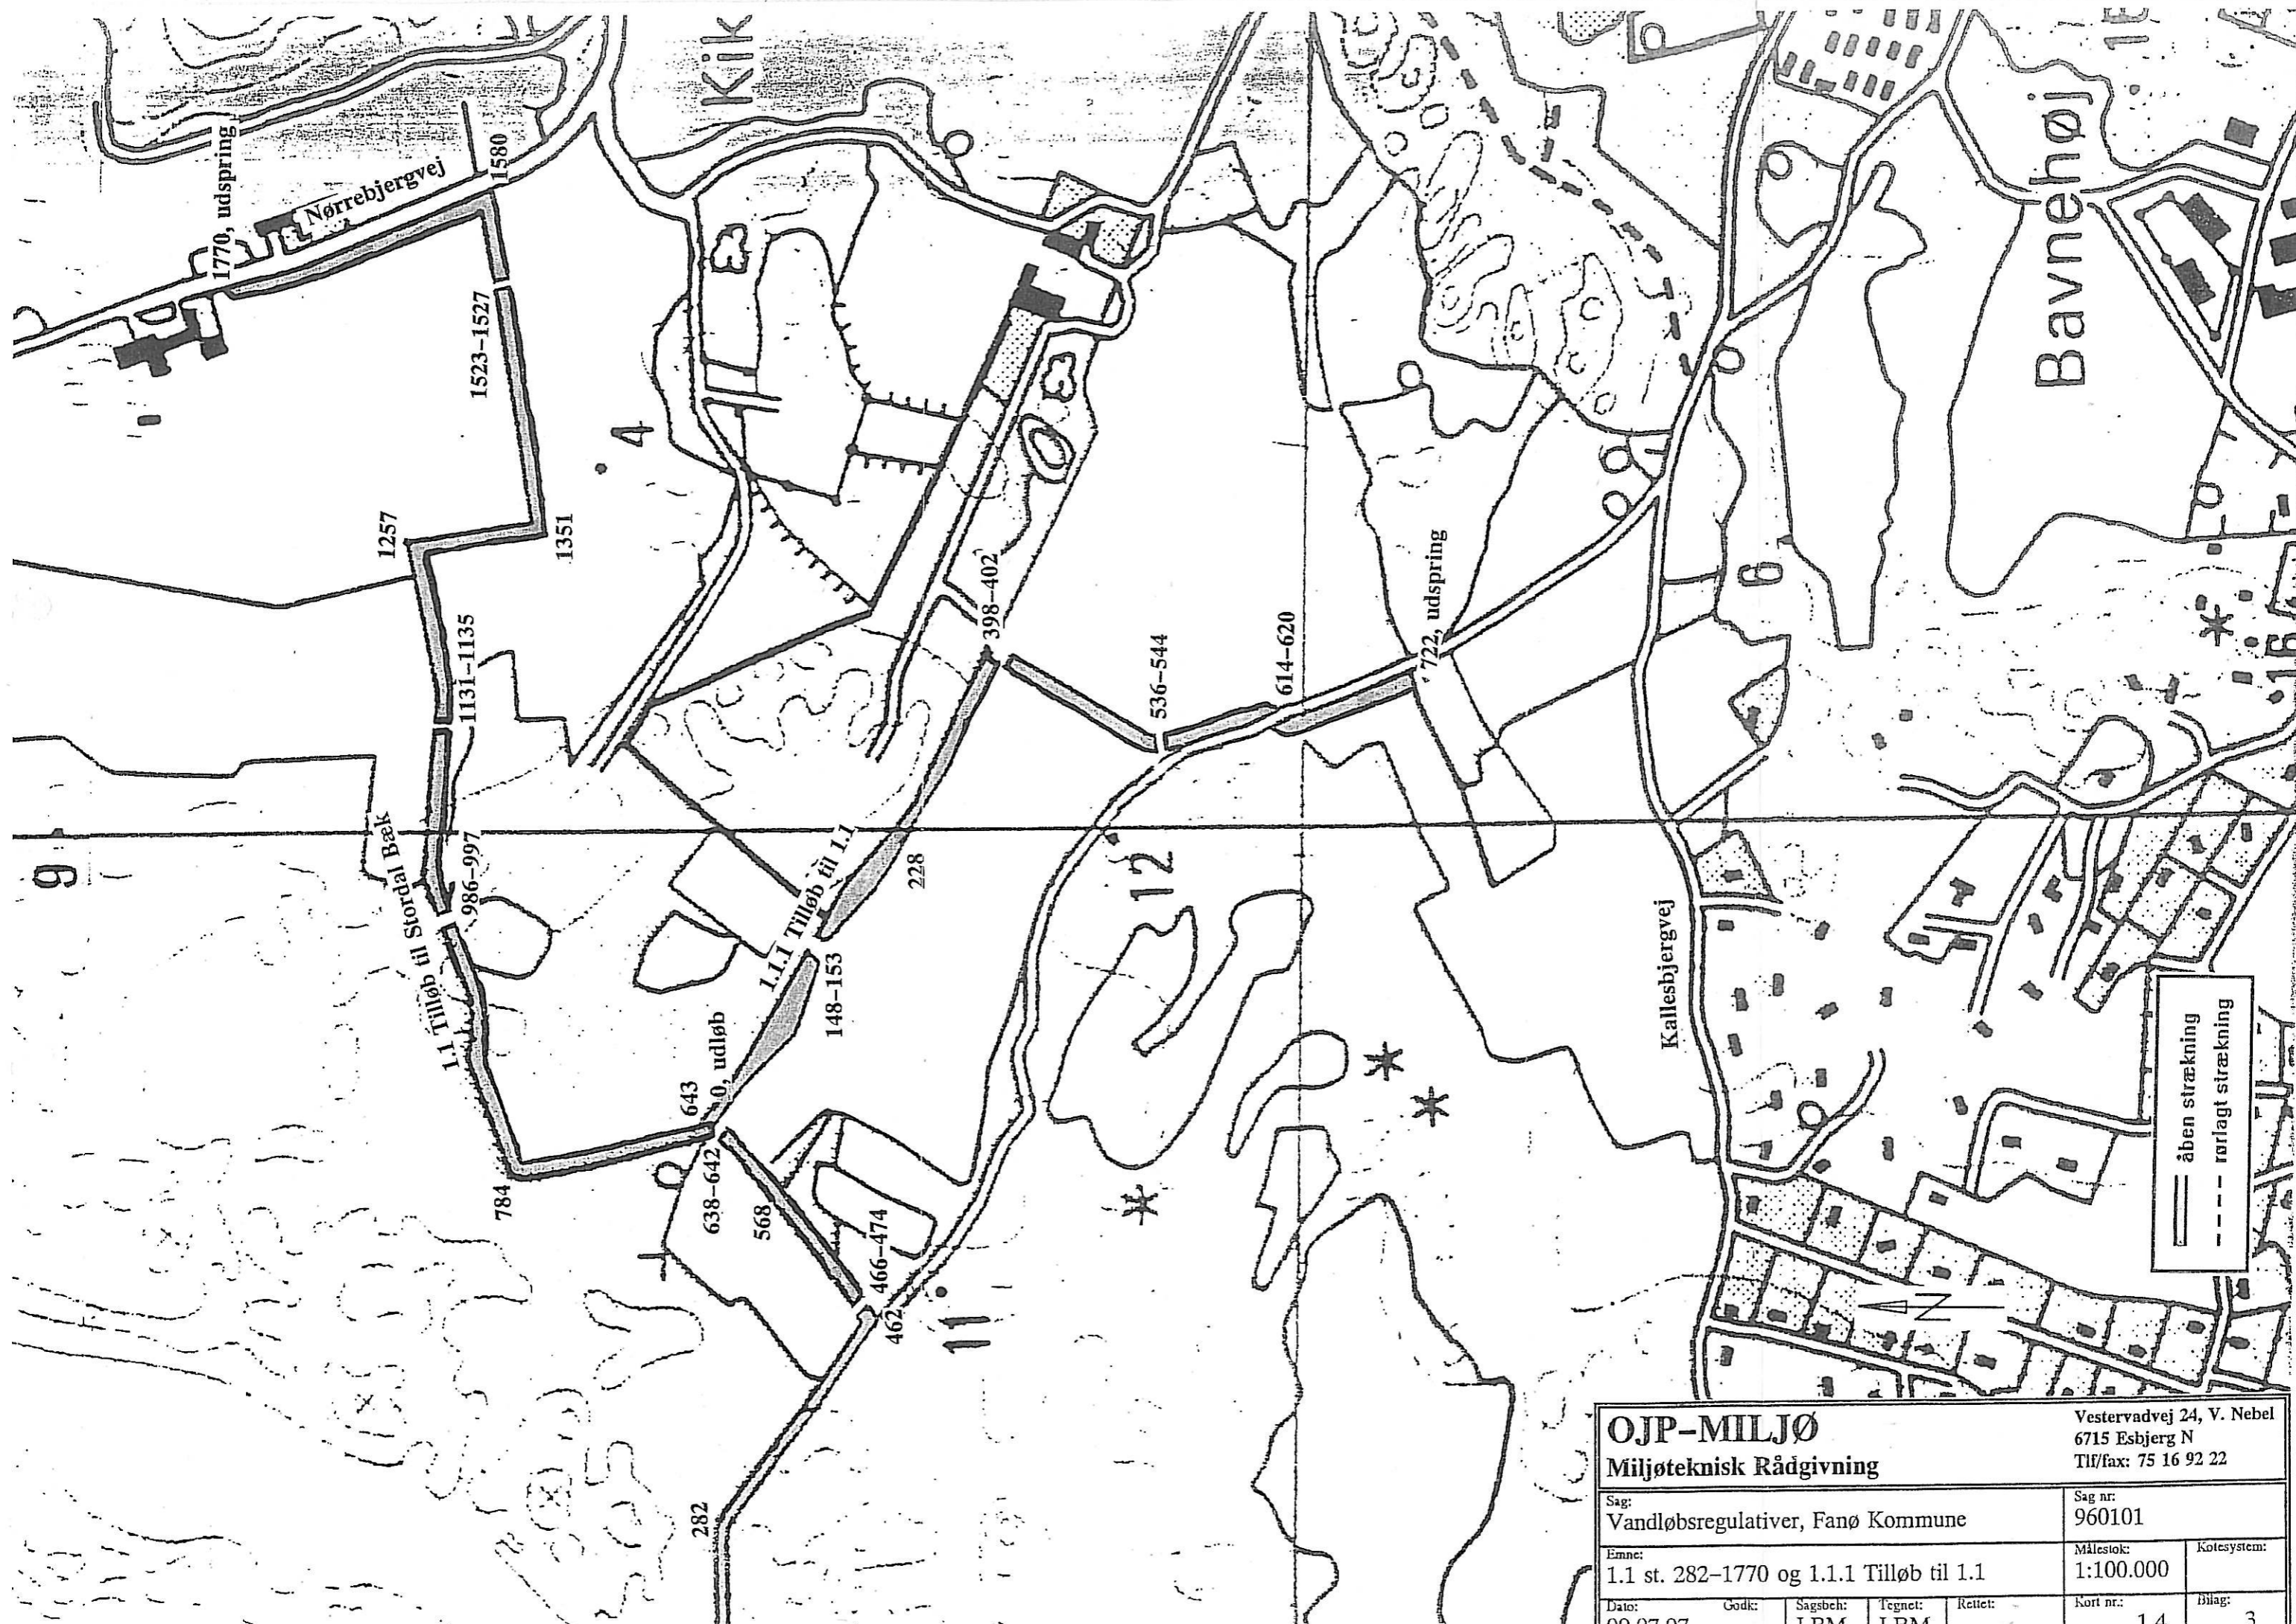 Kik
1770, udspring
Nørrebjergvej
1580
1523-1527
4
1257
1351
1131-1135
986-997
9
1.1 Tilløb til Stordal Bæk
1.1.1 Tilløb til 1.1
398-402
228
148-153
536-544
614-620
722, udspring
Bavnehøj
6
12
Kallesbjergvej
643
0, udløb
784
638-642
568
466-474
462
11
282
16
åben strækning
rørlagt strækning
N
OJP-MILJØ
Miljøteknisk Rådgivning
Vestervadvej 24, V. Nebel
6715 Esbjerg N
Tlf/fax: 75 16 92 22
Sag:
Vandløbsregulativer, Fanø Kommune
Sag nr:
960101
Emne:
1.1 st. 282-1770 og 1.1.1 Tilløb til 1.1
Målestok:
1:100.000
Kotesystem:
Dato:
Godk:
Sagsbeh:
Tegnet:
Rettet:
Kort nr.:
1.4
Bilag:
3